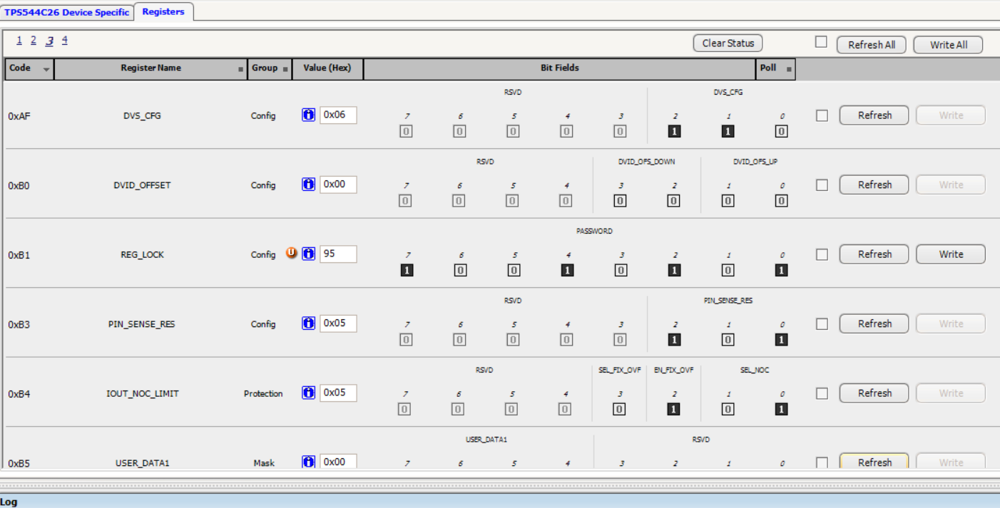 TPS544C26 Device Specific Registers
1 2 3 4 Clear Status Refresh All Write All
Code Register Name Group Value (Hex) Bit Fields Poll
RSVD DVS_CFG
0xAF DVS_CFG Config 0x06 7 6 5 4 3 2 1 0 Refresh Write
0 0 0 0 0 1 1 0
RSVD DVID_OFS_DOWN DVID_OFS_UP
0xB0 DVID_OFFSET Config 0x00 7 6 5 4 3 2 1 0 Refresh Write
0 0 0 0 0 0 0 0
PASSWORD
0xB1 REG_LOCK Config U 95 7 6 5 4 3 2 1 0 Refresh Write
1 0 0 1 0 1 0 1
RSVD PIN_SENSE_RES
0xB3 PIN_SENSE_RES Config 0x05 7 6 5 4 3 2 1 0 Refresh Write
0 0 0 0 0 1 0 1
RSVD SEL_FIX_OVF EN_FIX_OVF SEL_NOC
0xB4 IOUT_NOC_LIMIT Protection 0x05 7 6 5 4 3 2 1 0 Refresh Write
0 0 0 0 0 1 0 1
USER_DATA1 RSVD
0xB5 USER_DATA1 Mask 0x00 7 6 5 4 3 2 1 0 Refresh Write
Log